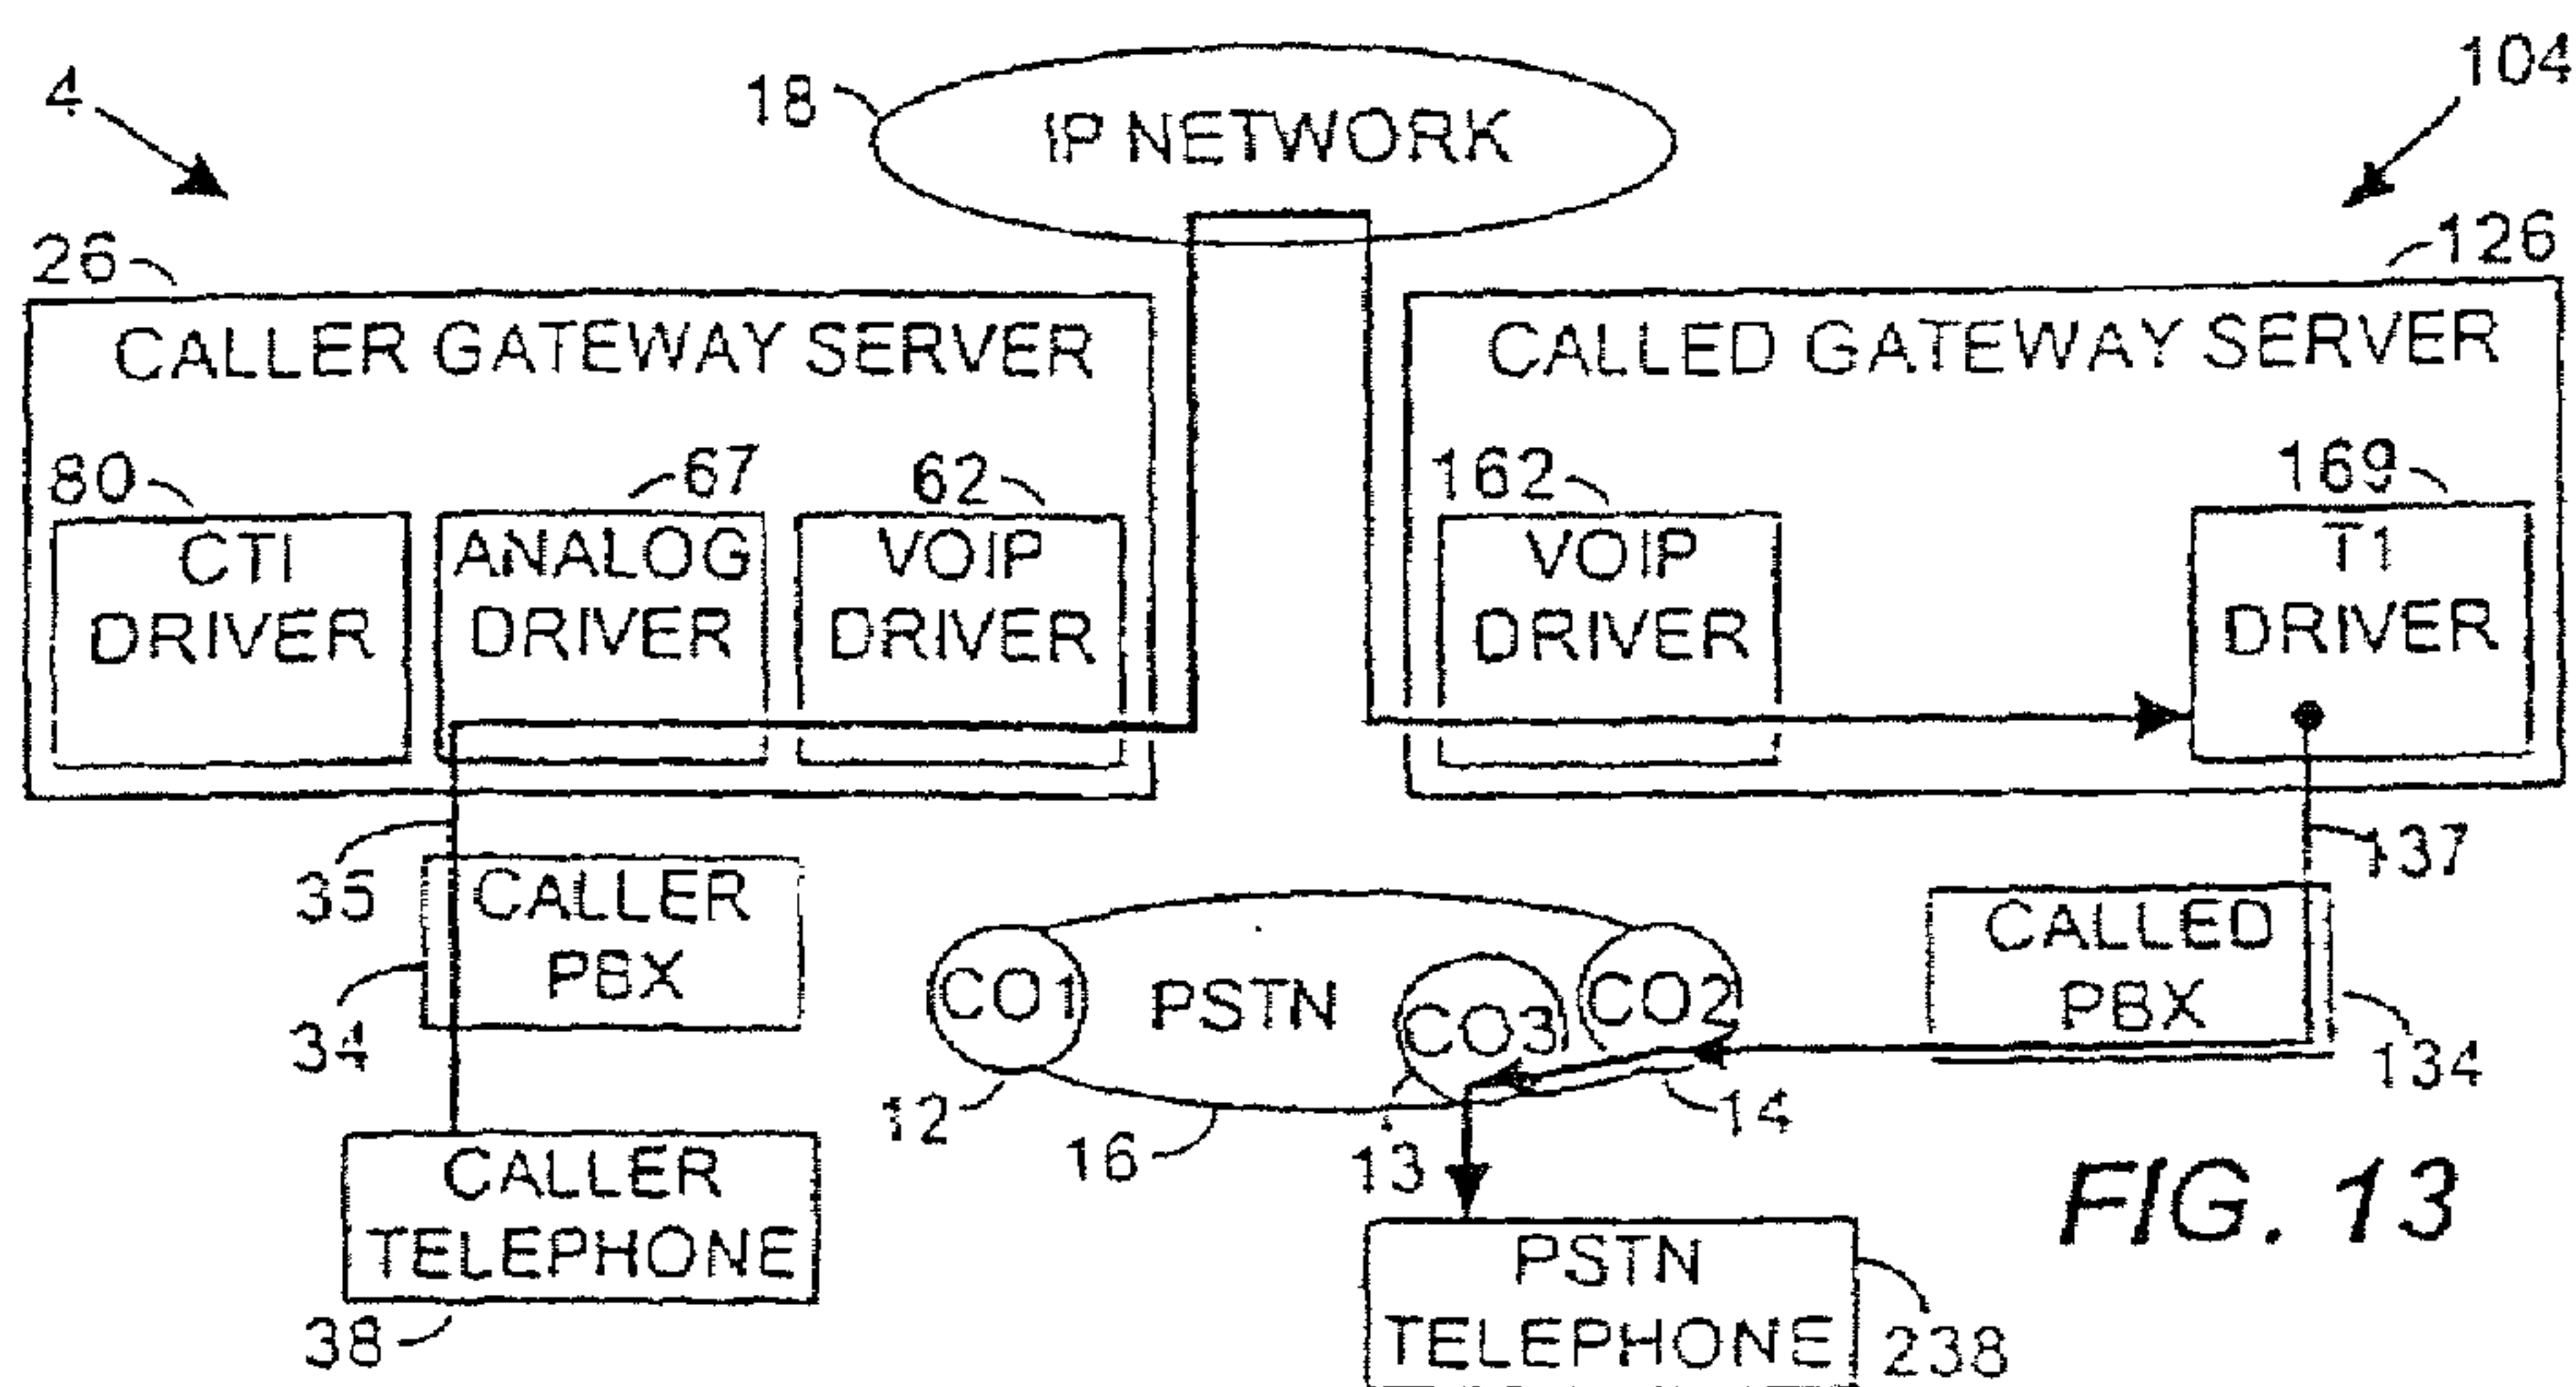 4
18
IP NETWORK
104
26
126
CALLER GATEWAY SERVER
CALLED GATEWAY SERVER
80
67
62
162
169
CTI
DRIVER
ANALOG
DRIVER
VOIP
DRIVER
VOIP
DRIVER
T1
DRIVER
35
137
CALLER
PBX
34
CO1
PSTN
CO3
CO2
CALLED
PBX
134
12
16
13
14
CALLER
TELEPHONE
38
PSTN
TELEPHONE
238
FIG. 13